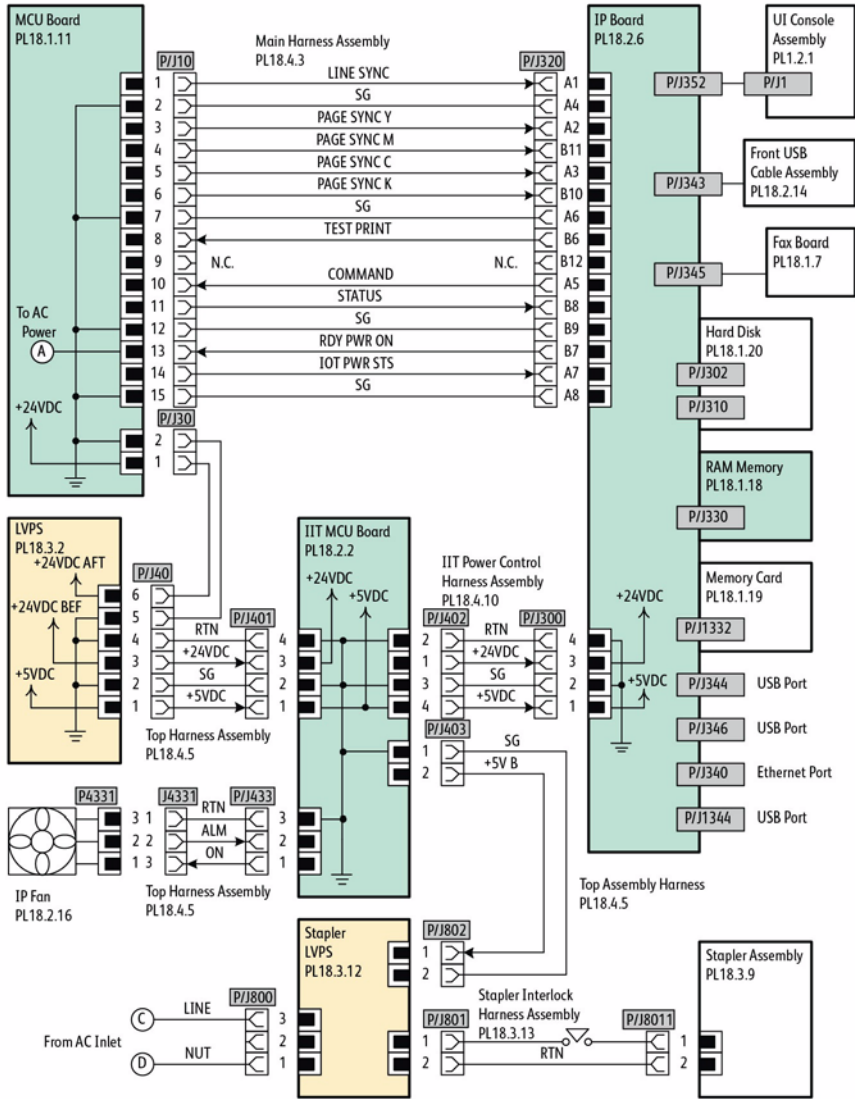 MCU Board
PL18.1.11
P/J10
Main Harness Assembly
PL18.4.3
P/J320
IP Board
PL18.2.6
UI Console
Assembly
PL1.2.1
P/J352
P/J1
1 LINE SYNC A1
2 SG A4
3 PAGE SYNC Y A2
4 PAGE SYNC M B11
5 PAGE SYNC C A3
6 PAGE SYNC K B10
7 SG A6
8 TEST PRINT B6
9 N.C. N.C. B12
10 COMMAND A5
11 STATUS B8
12 SG B9
13 RDY PWR ON B7
14 IOT PWR STS A7
15 SG A8
To AC
Power
A
+24VDC
P/J30
2
1
P/J343
Front USB
Cable Assembly
PL18.2.14
P/J345
Fax Board
PL18.1.7
Hard Disk
PL18.1.20
P/J302
P/J310
RAM Memory
PL18.1.18
P/J330
Memory Card
PL18.1.19
P/J1332
P/J344 USB Port
P/J346 USB Port
P/J340 Ethernet Port
P/J1344 USB Port
LVPS
PL18.3.2
+24VDC AFT
+24VDC BEF
+5VDC
P/J40
P/J401
6
5
4 RTN 4
3 +24VDC 3
2 SG 2
1 +5VDC 1
Top Harness Assembly
PL18.4.5
IIT MCU Board
PL18.2.2
+24VDC
+5VDC
IIT Power Control
Harness Assembly
PL18.4.10
P/J402
P/J300
2 RTN 4
1 +24VDC 3
3 SG 2
4 +5VDC 1
+24VDC
+5VDC
P/J403
1 SG
2 +5V B
P4331
J4331
P/J433
3 1 RTN 3
2 2 ALM 2
1 3 ON 1
IP Fan
PL18.2.16
Top Harness Assembly
PL18.4.5
Top Assembly Harness
PL18.4.5
Stapler
LVPS
PL18.3.12
P/J802
1
2
P/J800
C LINE 3
2
D NUT 1
From AC Inlet
P/J801
Stapler Interlock
Harness Assembly
PL18.3.13
P/J8011
1 1
2 RTN 2
Stapler Assembly
PL18.3.9